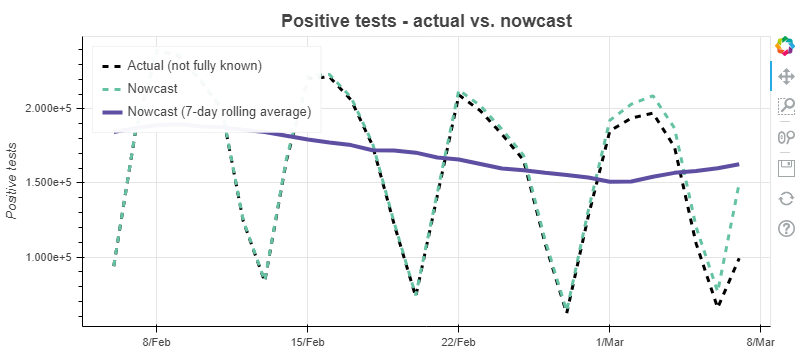 Positive tests - actual vs. nowcast
Actual (not fully known)
Nowcast
Nowcast (7-day rolling average)
2.000e+5
1.500e+5
1.000e+5
Positive tests
8/Feb
15/Feb
22/Feb
1/Mar
8/Mar